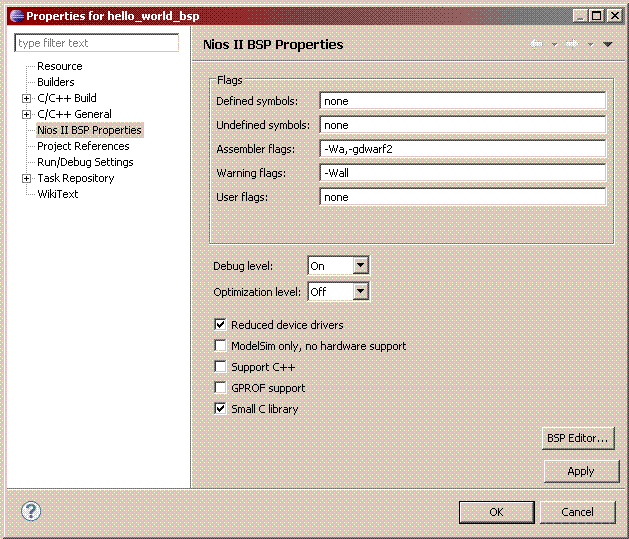 Properties for hello_world_bsp
type filter text
Resource
Builders
C/C++ Build
C/C++ General
Nios II BSP Properties
Project References
Run/Debug Settings
Task Repository
WikiText
Nios II BSP Properties
Flags
Defined symbols: none
Undefined symbols: none
Assembler flags: -Wa,-gdwarf2
Warning flags: -Wall
User flags: none
Debug level: On
Optimization level: Off
Reduced device drivers
ModelSim only, no hardware support
Support C++
GPROF support
Small C library
BSP Editor...
Apply
?
OK Cancel